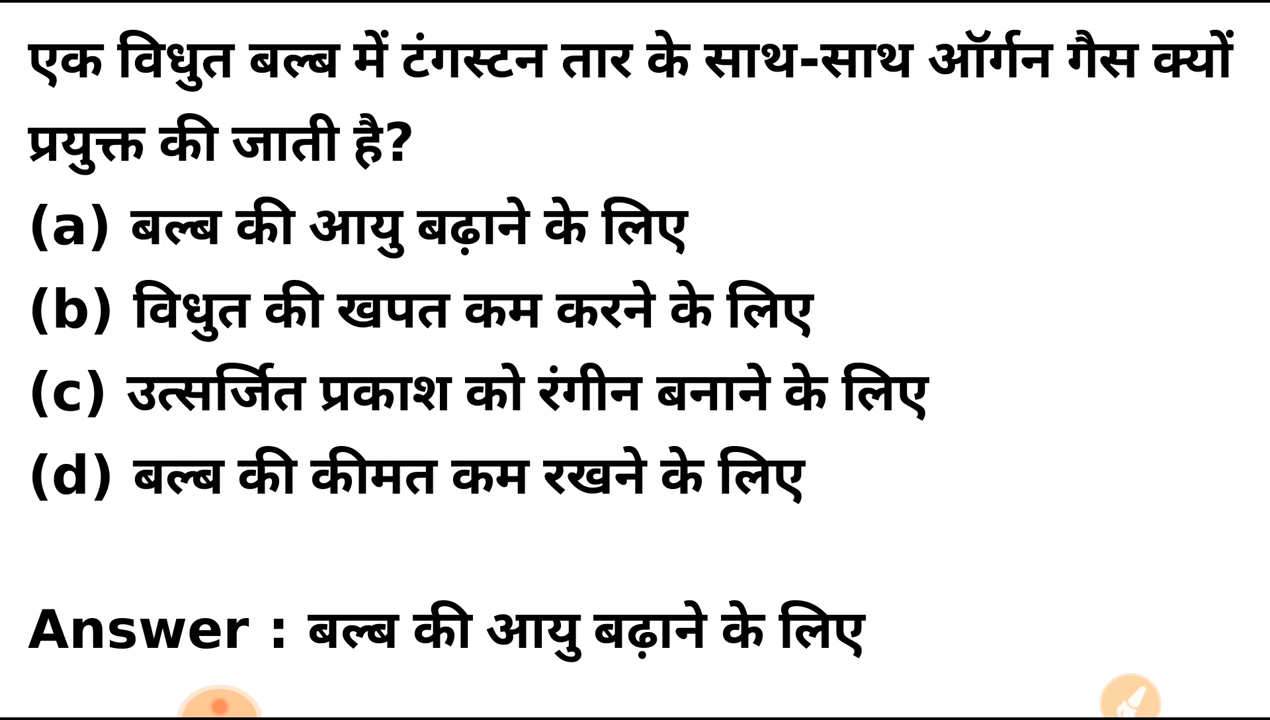 एक विधुत बल्ब में टंगस्टन तार के साथ-साथ ऑर्गन गैस क्यों
प्रयुक्त की जाती है?
(a) बल्ब की आयु बढ़ाने के लिए
(b) विधुत की खपत कम करने के लिए
(c) उत्सर्जित प्रकाश को रंगीन बनाने के लिए
(d) बल्ब की कीमत कम रखने के लिए
Answer : बल्ब की आयु बढ़ाने के लिए